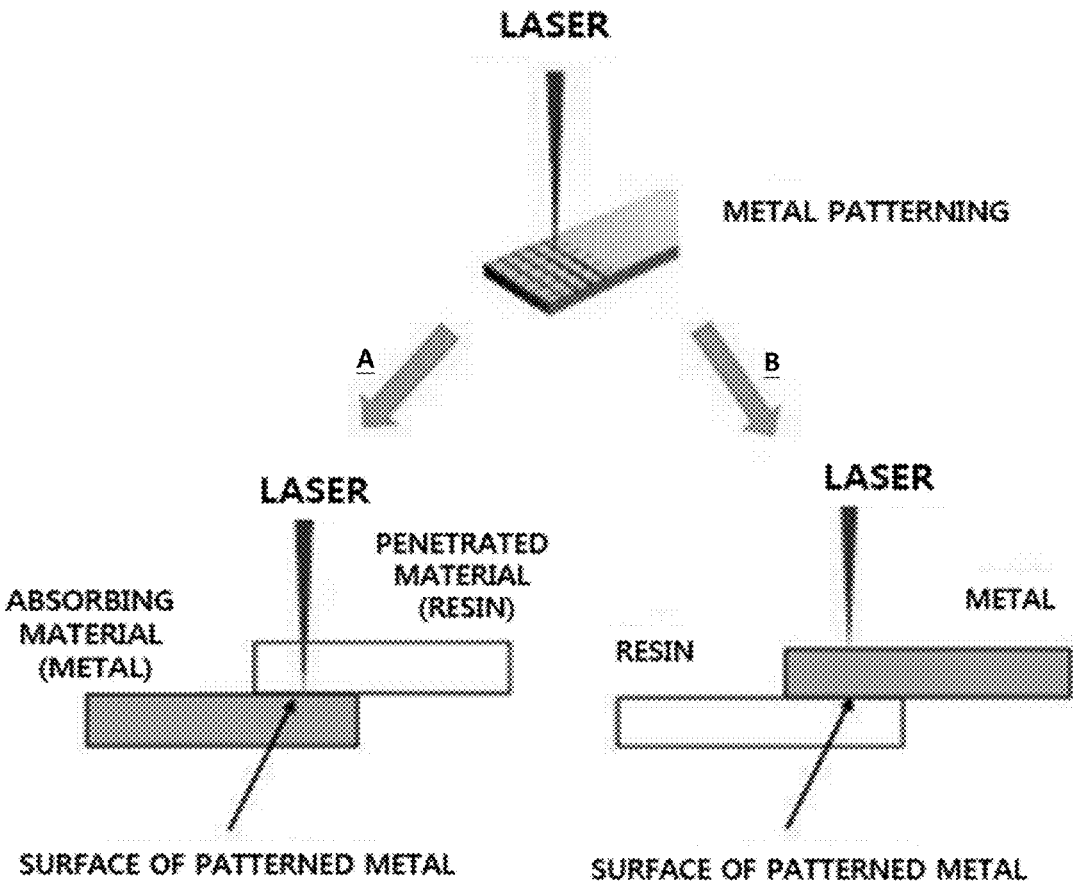 LASER
METAL PATTERNING
A
B
LASER
PENETRATED
MATERIAL
(RESIN)
ABSORBING
MATERIAL
(METAL)
SURFACE OF PATTERNED METAL
LASER
METAL
RESIN
SURFACE OF PATTERNED METAL